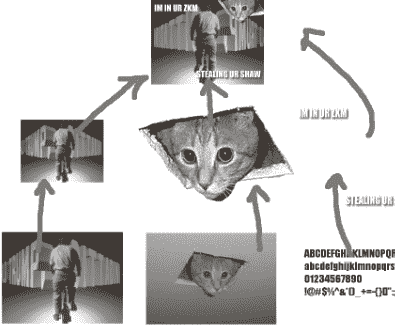 IM IN UR ZKM
STEALING UR SHAW
IM IN UR ZKM
STEALING UR
ABCDEFGHIJKLMNOPQR
abcdefghijklmnopqrs
01234567890
!@#$%^&*()_+=-{}[]":;